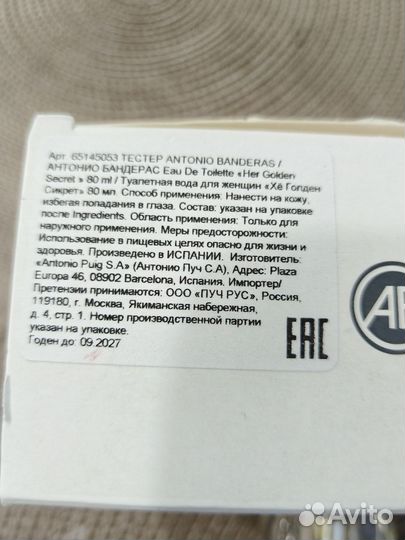 Арт. 65145053 ТЕСТЕР ANTONIO BANDERAS /
АНТОНИО БАНДЕРАС Eau De Toilette «Her Golden
Secret » 80 ml / Туалетная вода для женщин «Хё Голден
Сикрет» 80 мл. Способ применения: Нанести на кожу,
избегая попадания в глаза. Состав: указан на упаковке
после Ingredients. Область применения: Только для
наружного применения. Меры предосторожности:
Использование в пищевых целях опасно для жизни и
здоровья. Произведено в ИСПАНИИ. Изготовитель:
«Antonio Puig S.A» (Антонио Пуч С.А), Адрес: Plaza
Europa 46, 08902 Barcelona, Испания. Импортер/
Претензии принимаются: ООО «ПУЧ РУС», Россия,
119180, г. Москва, Якиманская набережная,
д. 4, стр. 1. Номер производственной партии
указан на упаковке.
Годен до: 09.2027
EAC
Avito